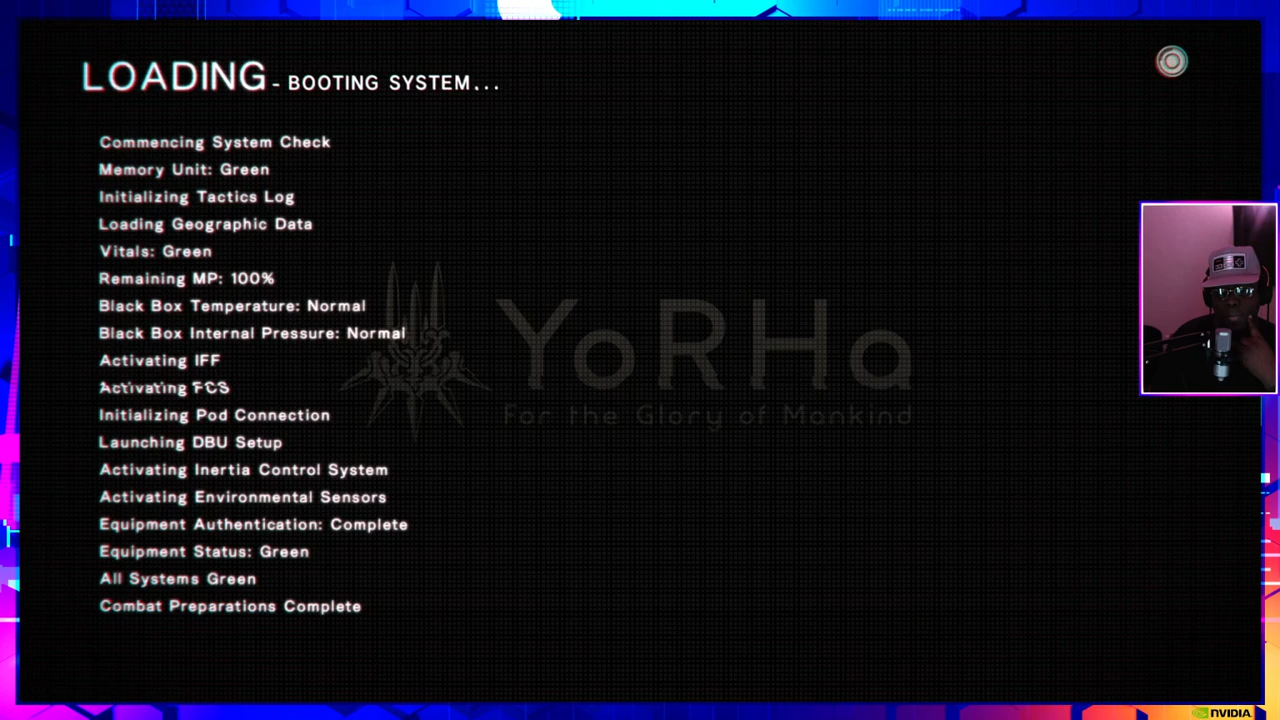 LOADING - BOOTING SYSTEM...
Commencing System Check
Memory Unit: Green
Initializing Tactics Log
Loading Geographic Data
Vitals: Green
Remaining MP: 100%
Black Box Temperature: Normal
Black Box Internal Pressure: Normal
Activating IFF
Activating FCS
Initializing Pod Connection
Launching DBU Setup
Activating Inertia Control System
Activating Environmental Sensors
Equipment Authentication: Complete
Equipment Status: Green
All Systems Green
Combat Preparations Complete
YoRHa
For the Glory of Mankind
NVIDIA